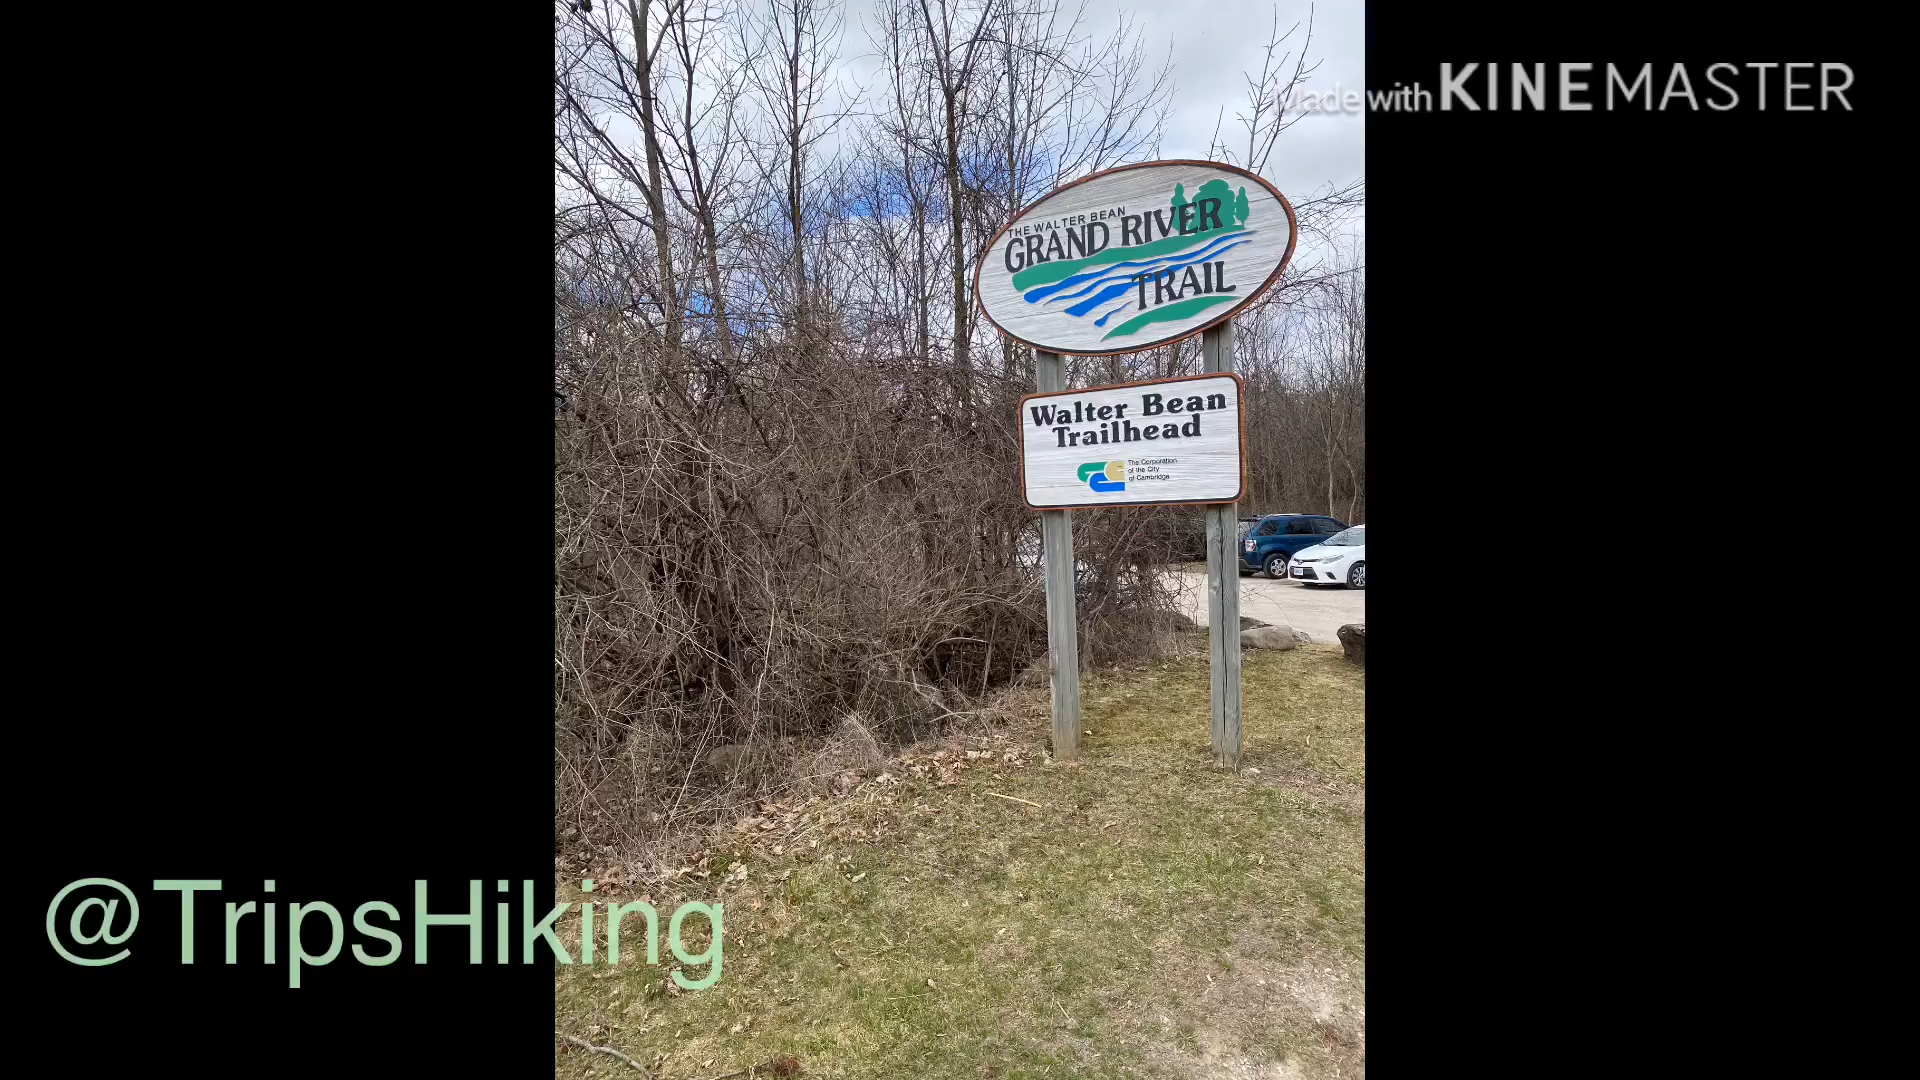 Made with KINEMASTER
THE WALTER BEAN
GRAND RIVER
TRAIL
Walter Bean
Trailhead
The Corporation
of the City
of Cambridge
@TripsHiking